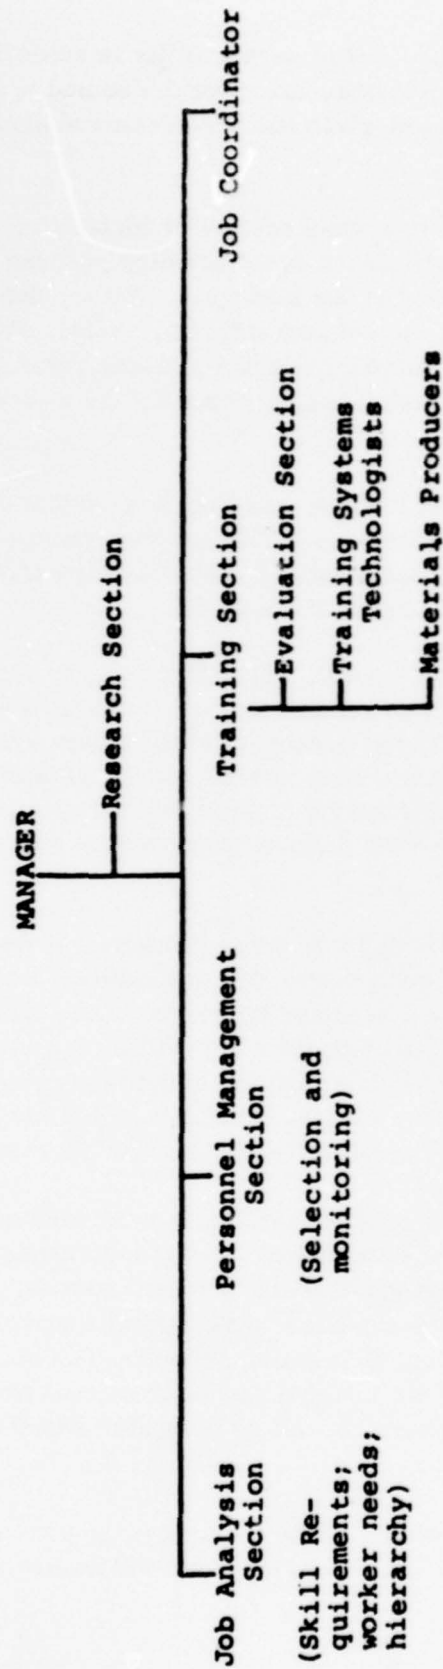 MANAGER
Research Section
Job Analysis
Section
(Skill Re-
quirements;
worker needs;
hierarchy)
Personnel Management
Section
(Selection and
monitoring)
Training Section
Evaluation Section
Training Systems
Technologists
Materials Producers
Job Coordinator